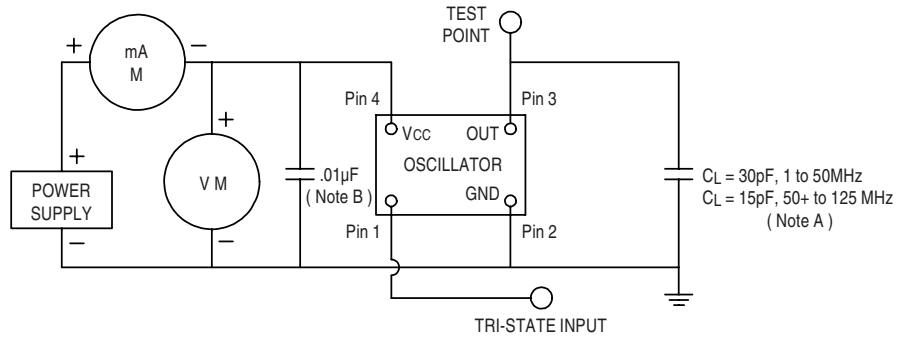 TEST
POINT
+
−
mA
M
Pin 4
Pin 3
+
VCC
OUT
+
OSCILLATOR
POWER
SUPPLY
V M
.01µF
( Note B )
GND
CL = 30pF, 1 to 50MHz
CL = 15pF, 50+ to 125 MHz
( Note A )
−
−
Pin 1
Pin 2
TRI-STATE INPUT